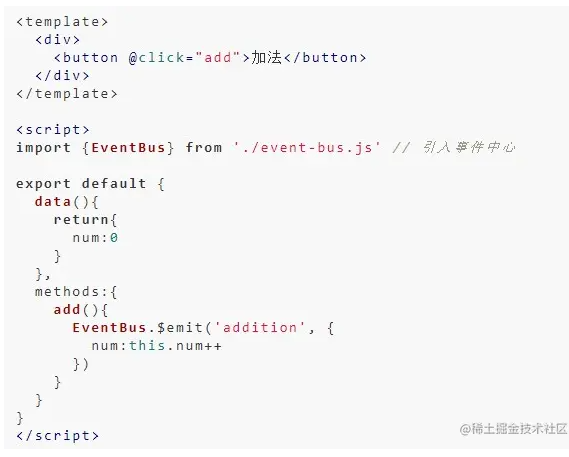 <template>
  <div>
    <button @click="add">加法</button>
  </div>
</template>

<script>
import {EventBus} from './event-bus.js' // 引入事件中心

export default {
  data(){
    return{
      num:0
    }
  },
  methods:{
    add(){
      EventBus.$emit('addition', {
        num:this.num++
      })
    }
  }
}
</script>
@稀土掘金技术社区